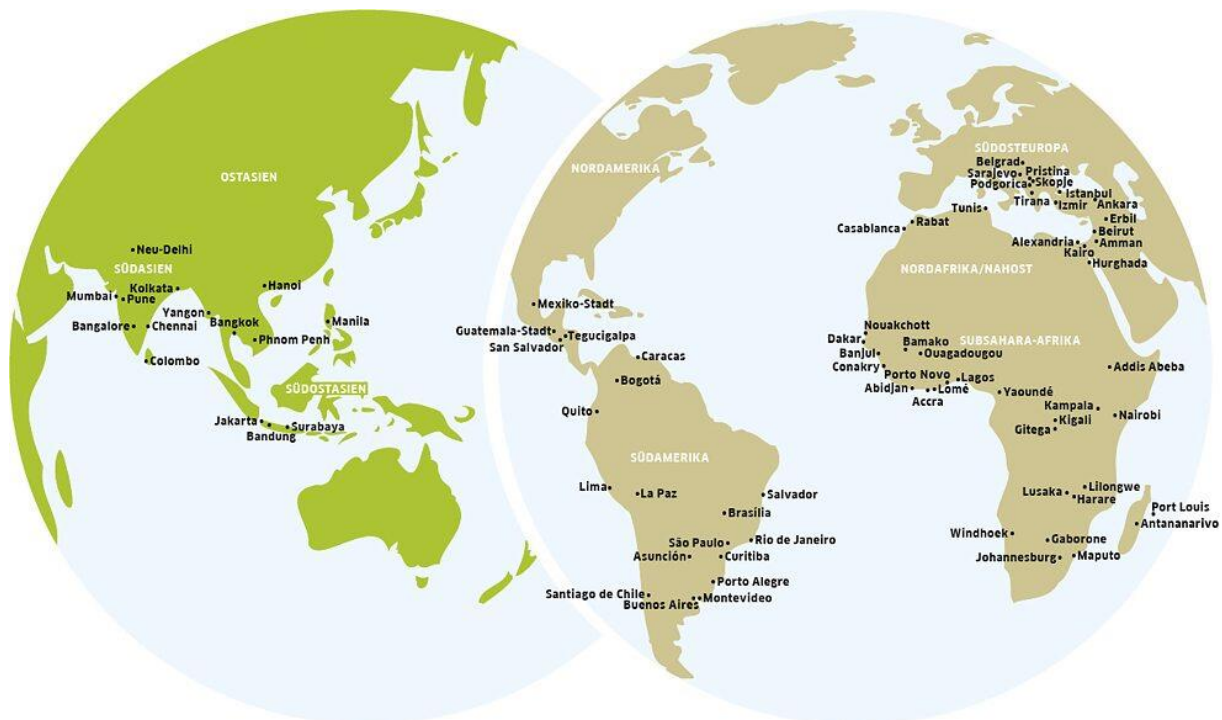 OSTASIEN
Neu-Delhi
SÜDASIEN
Kolkata
Hanoi
Mumbai
Pune
Yangon
Bangkok
Manila
Bangalore
Chennai
Phnom Penh
Colombo
SÜDOSTASIEN
Jakarta
Surabaya
Bandung
NORDAMERIKA
Mexiko-Stadt
Guatemala-Stadt
Tegucigalpa
San Salvador
Caracas
Bogotá
Quito
SÜDAMERIKA
Lima
La Paz
Salvador
Brasília
São Paulo
Rio de Janeiro
Asunción
Curitiba
Porto Alegre
Santiago de Chile
Buenos Aires
Montevideo
SÜDOSTEUROPA
Belgrad
Sarajevo
Pristina
Podgorica
Skopje
Istanbul
Tirana
Izmir
Ankara
Tunis
Rabat
Casablanca
Erbil
Beirut
Alexandria
Amman
Kairo
Hurghada
NORDAFRIKA/NAHOST
Nouakchott
Dakar
Bamako
SUBSAHARA-AFRIKA
Banjul
Ouagadougou
Conakry
Porto Novo
Lagos
Addis Abeba
Abidjan
Lomé
Yaoundé
Accra
Kampala
Nairobi
Kigali
Gitega
Lilongwe
Lusaka
Harare
Port Louis
Antananarivo
Windhoek
Gaborone
Johannesburg
Maputo